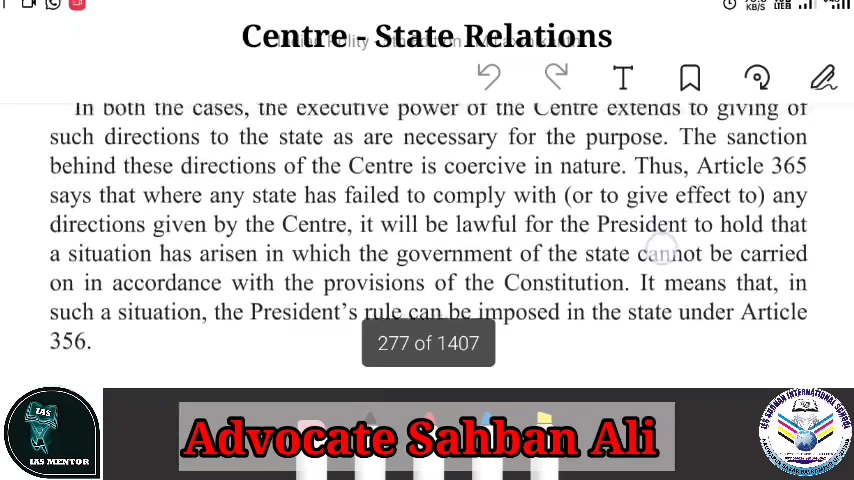 Centre - State Relations
KB/S
In both the cases, the executive power of the Centre extends to giving of
such directions to the state as are necessary for the purpose. The sanction
behind these directions of the Centre is coercive in nature. Thus, Article 365
says that where any state has failed to comply with (or to give effect to) any
directions given by the Centre, it will be lawful for the President to hold that
a situation has arisen in which the government of the state cannot be carried
on in accordance with the provisions of the Constitution. It means that, in
such a situation, the President's rule can be imposed in the state under Article
356.
277 of 1407
IAS
IAS MENTOR
Advocate Sahban Ali